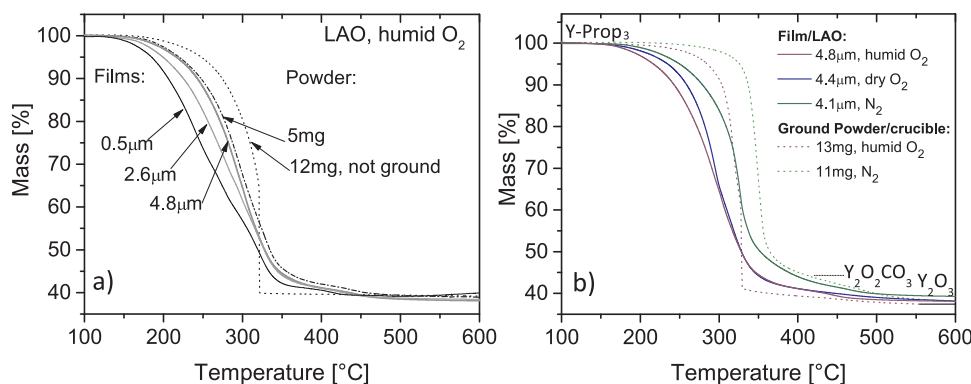 LAO, humid O₂
Films:
Powder:
0.5µm
2.6µm
4.8µm
5mg
12mg, not ground
a)
100
90
80
70
60
50
40
Mass [%]
100 200 300 400 500 600
Temperature [°C]
Y-Prop₃
Film/LAO:
4.8µm, humid O₂
4.4µm, dry O₂
4.1µm, N₂
Ground Powder/crucible:
13mg, humid O₂
11mg, N₂
Y₂O₂CO₃ Y₂O₃
b)
100
90
80
70
60
50
40
Mass [%]
100 200 300 400 500 600
Temperature [°C]